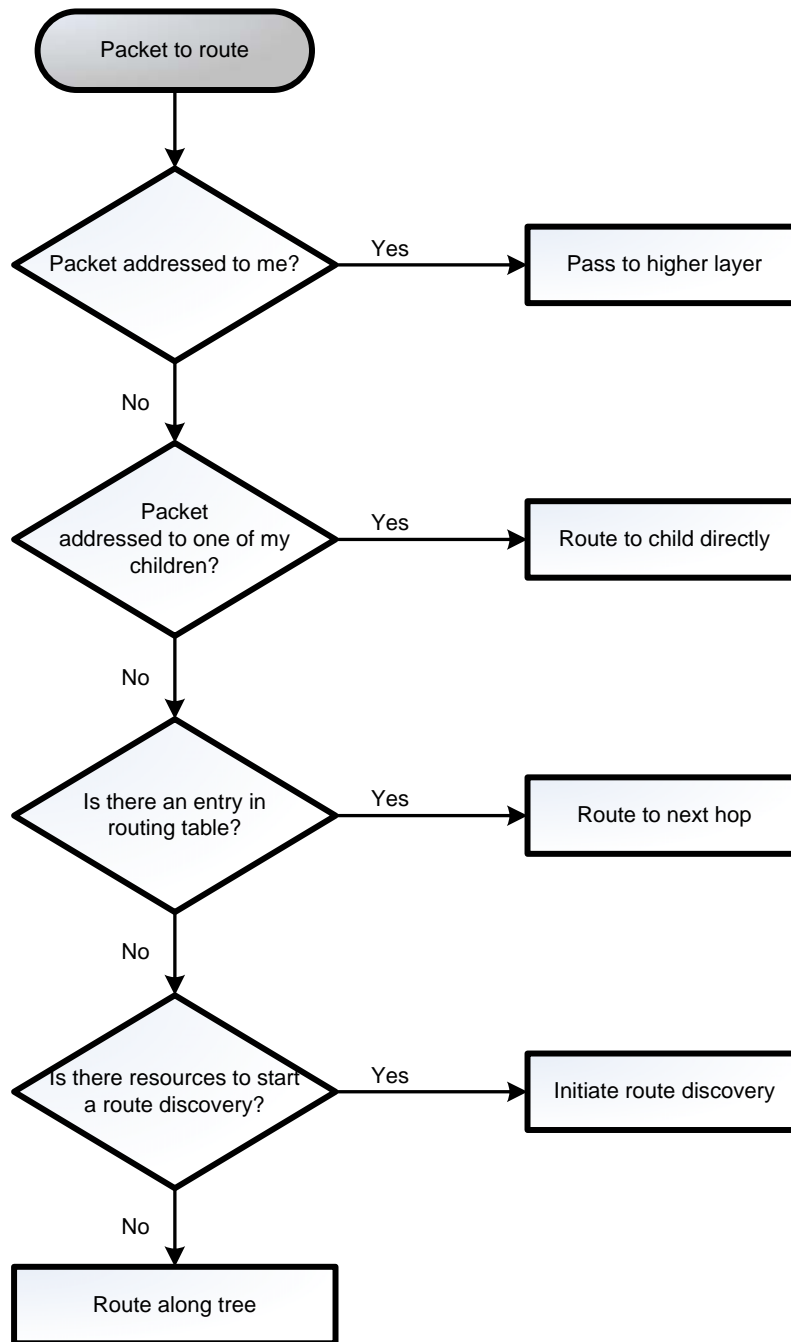 Packet to route
Packet addressed to me?
Yes
Pass to higher layer
No
Packet
addressed to one of my
children?
Yes
Route to child directly
No
Is there an entry in
routing table?
Yes
Route to next hop
No
Is there resources to start
a route discovery?
Yes
Initiate route discovery
No
Route along tree